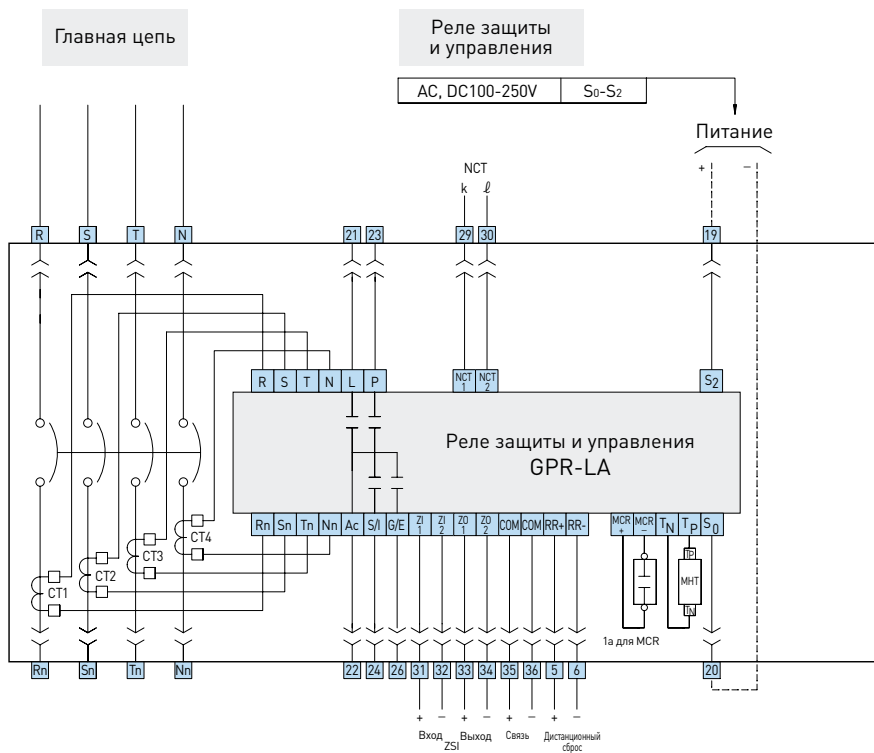 Главная цепь
Реле защиты
и управления
AC, DC100-250V S0-S2
Питание
+ −
NCT
k ℓ
R S T N 21 23 29 30 19
R S T N L P NCT 1 NCT 2 S2
Реле защиты и управления
GPR-LA
Rn Sn Tn Nn Ac S/I G/E ZI 1 ZI 2 ZO 1 ZO 2 COM COM RR+ RR- MCR + MCR − TN TP S0
CT4
CT3
CT2
CT1
TP
МНТ
TN
1a для MCR
Rn Sn Tn Nn 22 24 26 31 32 33 34 35 36 5 6 20
+ − + − + − + −
Вход Выход Связь Дистанционный
ZSI сброс